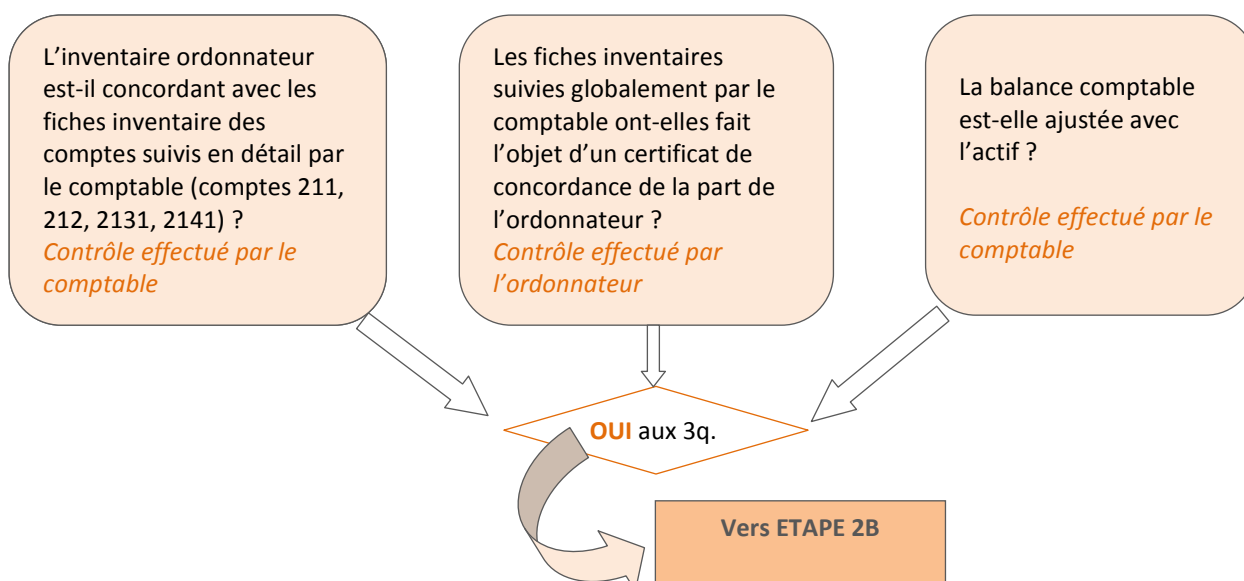 L’inventaire ordonnateur
est-il concordant avec les
fiches inventaire des
comptes suivis en détail par
le comptable (comptes 211,
212, 2131, 2141) ?
Contrôle effectué par le
comptable
Les fiches inventaires
suivies globalement par le
comptable ont-elles fait
l’objet d’un certificat de
concordance de la part de
l’ordonnateur ?
Contrôle effectué par
l’ordonnateur
La balance comptable
est-elle ajustée avec
l’actif ?
Contrôle effectué par le
comptable
OUI aux 3q.
Vers ETAPE 2B